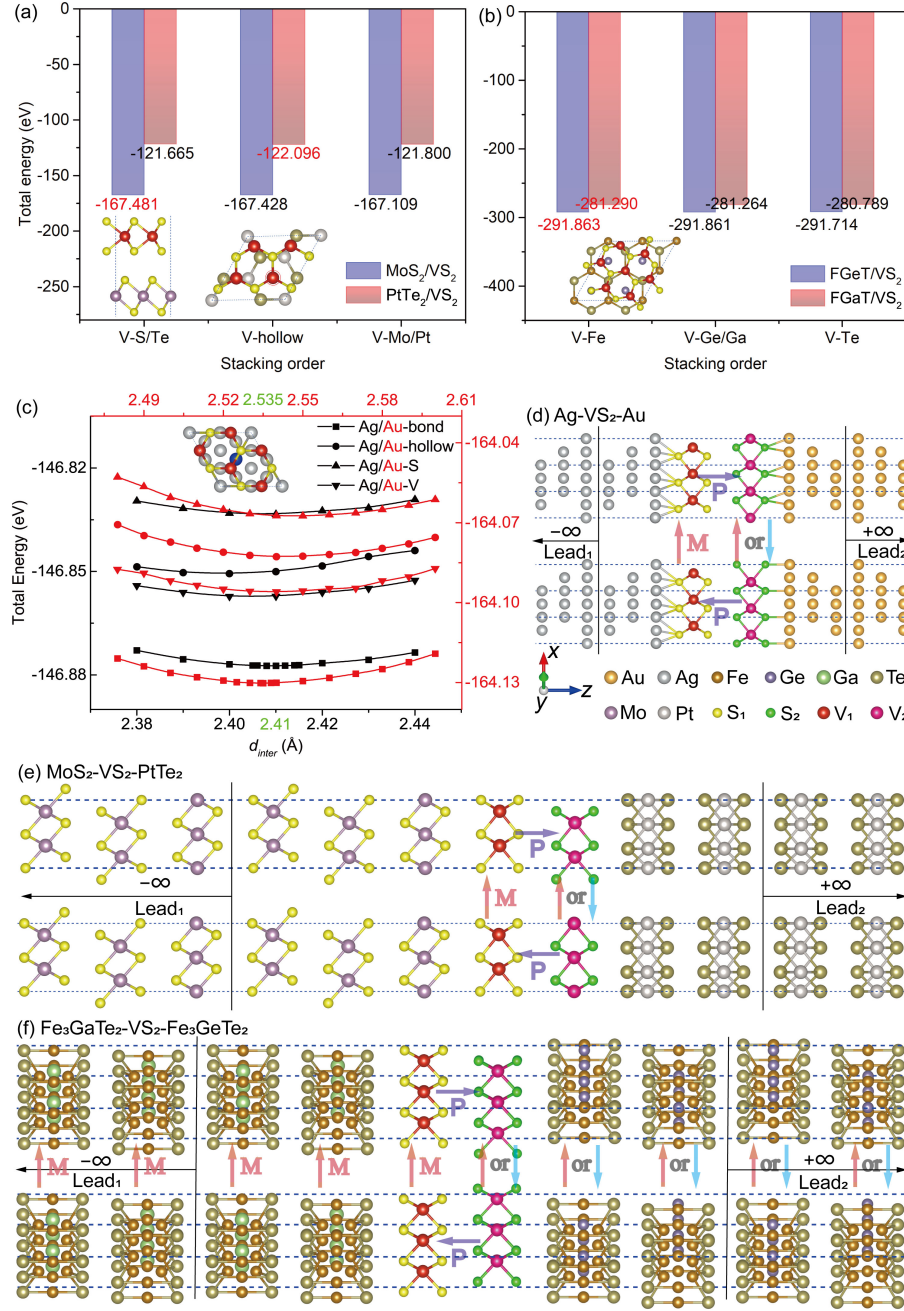 (a)
0
-50
-100
-150
-200
-250
Total energy (eV)
-121.665
-122.096
-121.800
-167.481
-167.428
-167.109
MoS₂/VS₂
PtTe₂/VS₂
V-S/Te
V-hollow
V-Mo/Pt
Stacking order
(b)
0
-100
-200
-300
-400
-281.290
-281.264
-280.789
-291.863
-291.861
-291.714
FGeT/VS₂
FGaT/VS₂
V-Fe
V-Ge/Ga
V-Te
Stacking order
(c)
2.49
2.52
2.535
2.55
2.58
2.61
Ag/Au-bond
Ag/Au-hollow
Ag/Au-S
Ag/Au-V
-146.82
-146.85
-146.88
Total Energy (eV)
-164.04
-164.07
-164.10
-164.13
2.38
2.40
2.41
2.42
2.44
d_inter (Å)
(d) Ag-VS₂-Au
P
−∞
Lead₁
M
or
+∞
Lead₂
P
x
y
z
Au
Ag
Fe
Ge
Ga
Te
Mo
Pt
S₁
S₂
V₁
V₂
(e) MoS₂-VS₂-PtTe₂
P
−∞
Lead₁
M
or
+∞
Lead₂
P
(f) Fe₃GaTe₂-VS₂-Fe₃GeTe₂
P
M
−∞
M
M
M
M
or
or
or
or
+∞
or
Lead₁
Lead₂
P